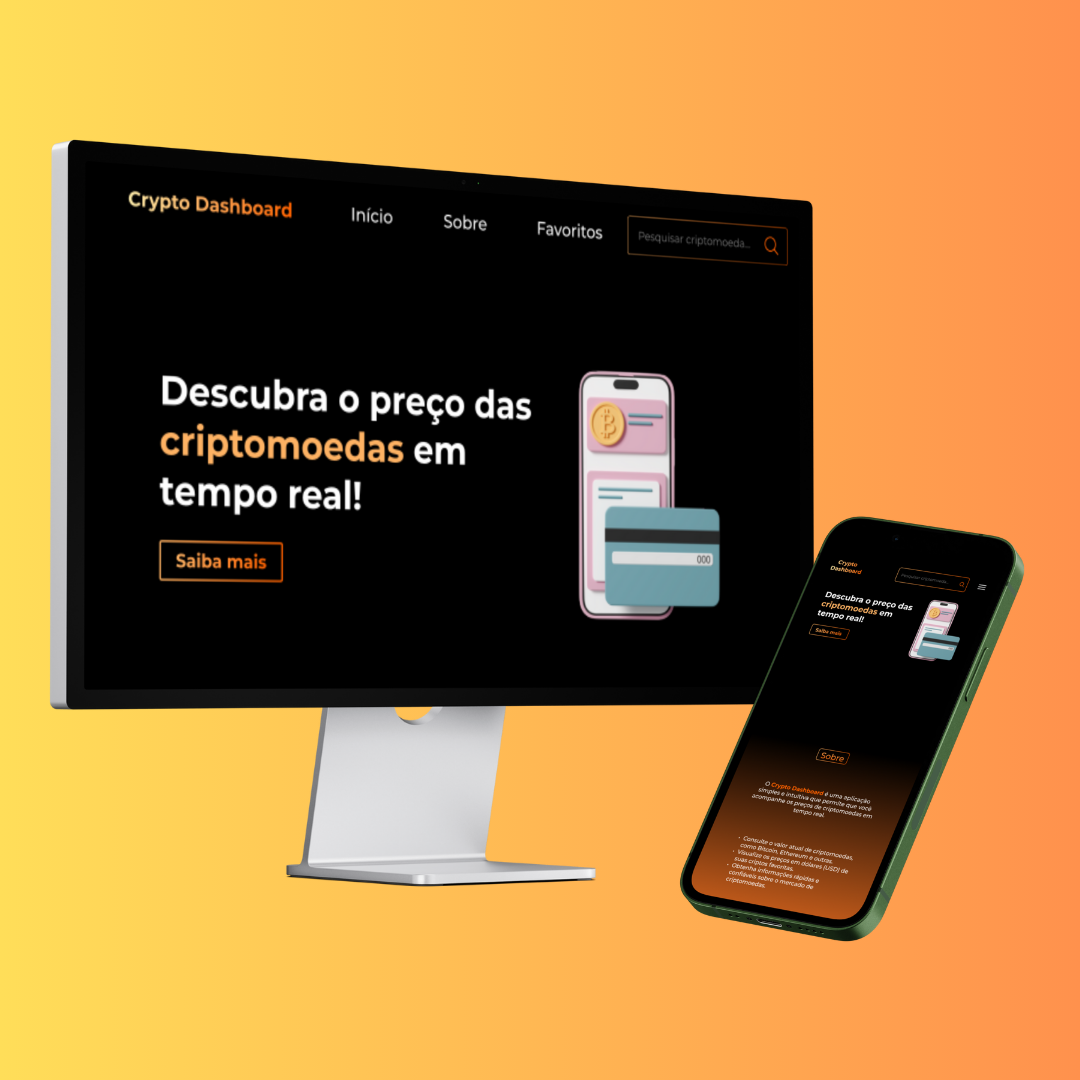 Crypto Dashboard
Início
Sobre
Favoritos
Pesquisar criptomoeda...
Descubra o preço das
criptomoedas em
tempo real!
Saiba mais
000
Crypto
Dashboard
Pesquisar criptomoeda...
Descubra o preço das
criptomoedas em
tempo real!
Saiba mais
Sobre
O Crypto Dashboard é uma aplicação
simples e intuitiva que permite que você
acompanhe os preços de criptomoedas em
tempo real.
• Consulte o valor atual de criptomoedas,
como Bitcoin, Ethereum e outras.
• Visualize os preços em dólares (USD) de
suas criptos favoritas.
• Obtenha informações rápidas e
confiáveis sobre o mercado de
criptomoedas.